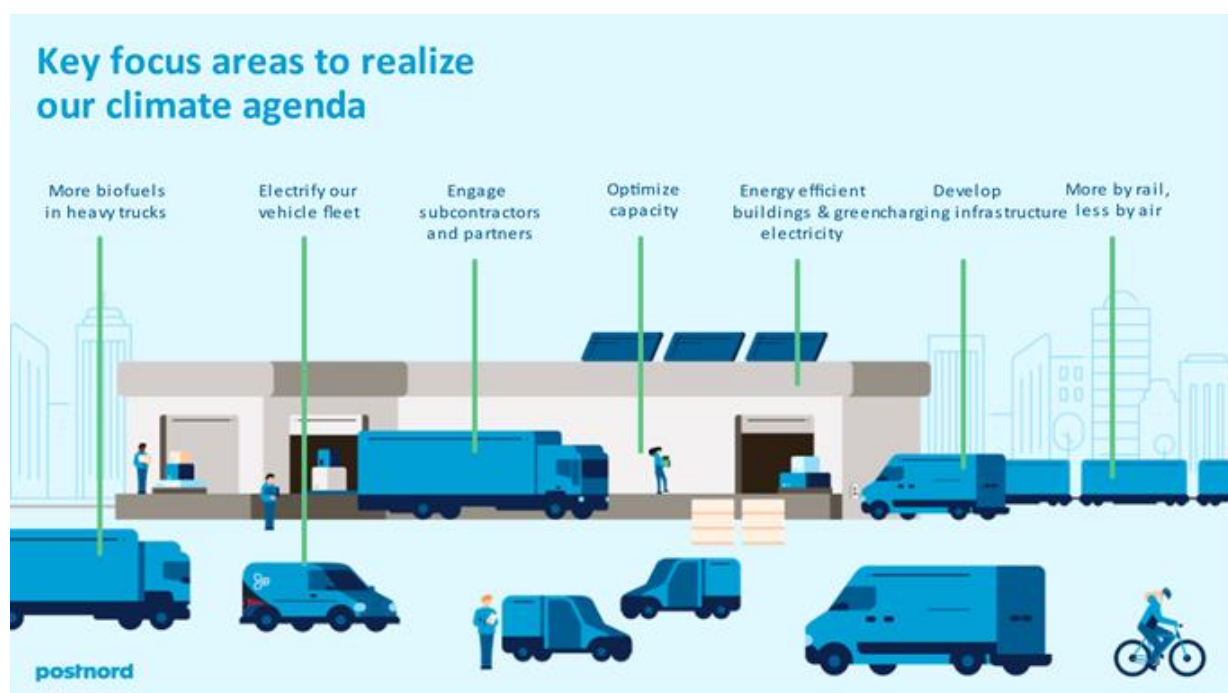 Key focus areas to realize
our climate agenda
More biofuels
in heavy trucks
Electrify our
vehicle fleet
Engage
subcontractors
and partners
Optimize
capacity
Energy efficient
buildings & green
electricity
Develop
charging infrastructure
More by rail,
less by air
postnord